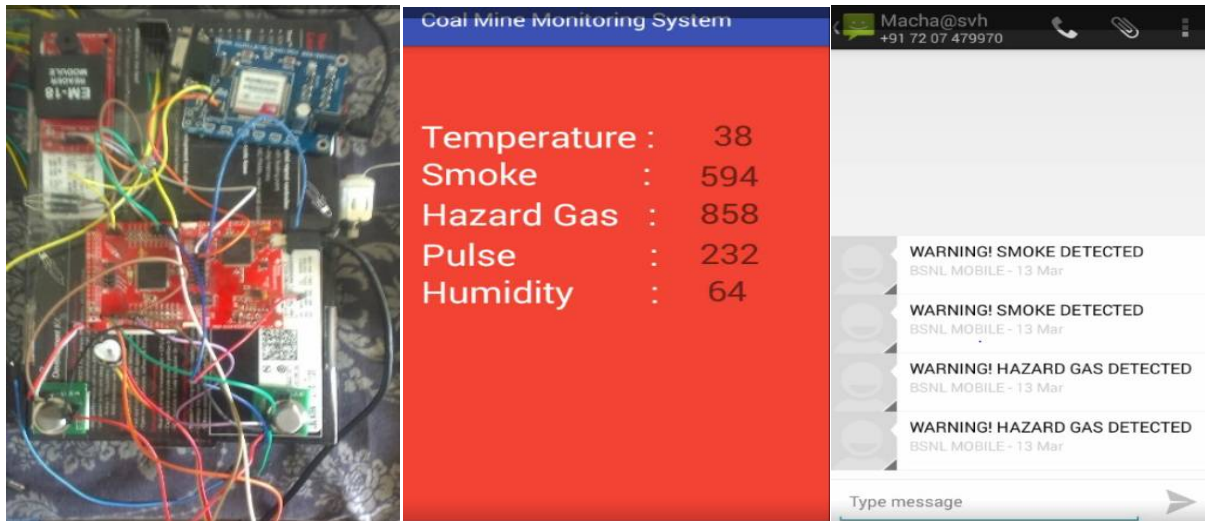 EM-18
READER
MODULE
Coal Mine Monitoring System
Temperature : 38
Smoke : 594
Hazard Gas : 858
Pulse : 232
Humidity : 64
Macha@svh
+91 72 07 479970
WARNING! SMOKE DETECTED
BSNL MOBILE - 13 Mar
WARNING! SMOKE DETECTED
BSNL MOBILE - 13 Mar
WARNING! HAZARD GAS DETECTED
BSNL MOBILE - 13 Mar
WARNING! HAZARD GAS DETECTED
BSNL MOBILE - 13 Mar
Type message